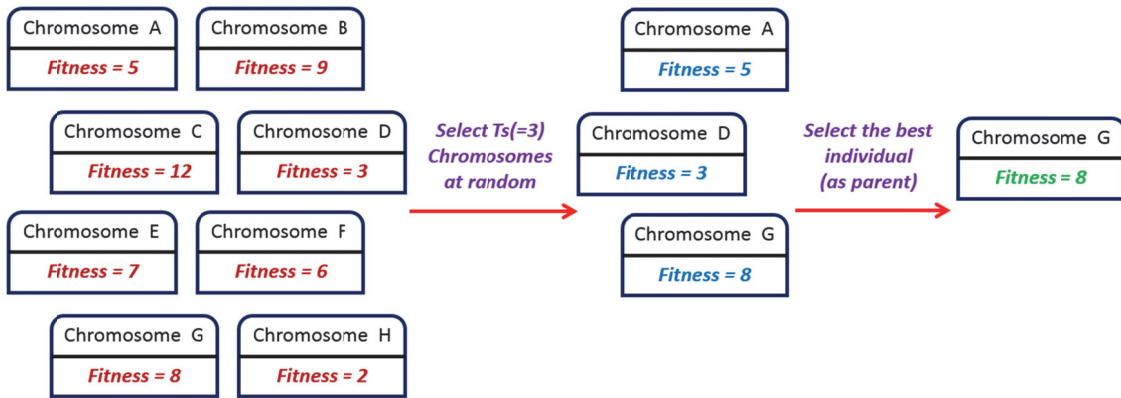 Chromosome A
Fitness = 5
Chromosome B
Fitness = 9
Chromosome C
Fitness = 12
Chromosome D
Fitness = 3
Chromosome E
Fitness = 7
Chromosome F
Fitness = 6
Chromosome G
Fitness = 8
Chromosome H
Fitness = 2
Select Ts(=3)
Chromosomes
at random
Chromosome A
Fitness = 5
Chromosome D
Fitness = 3
Chromosome G
Fitness = 8
Select the best
individual
(as parent)
Chromosome G
Fitness = 8